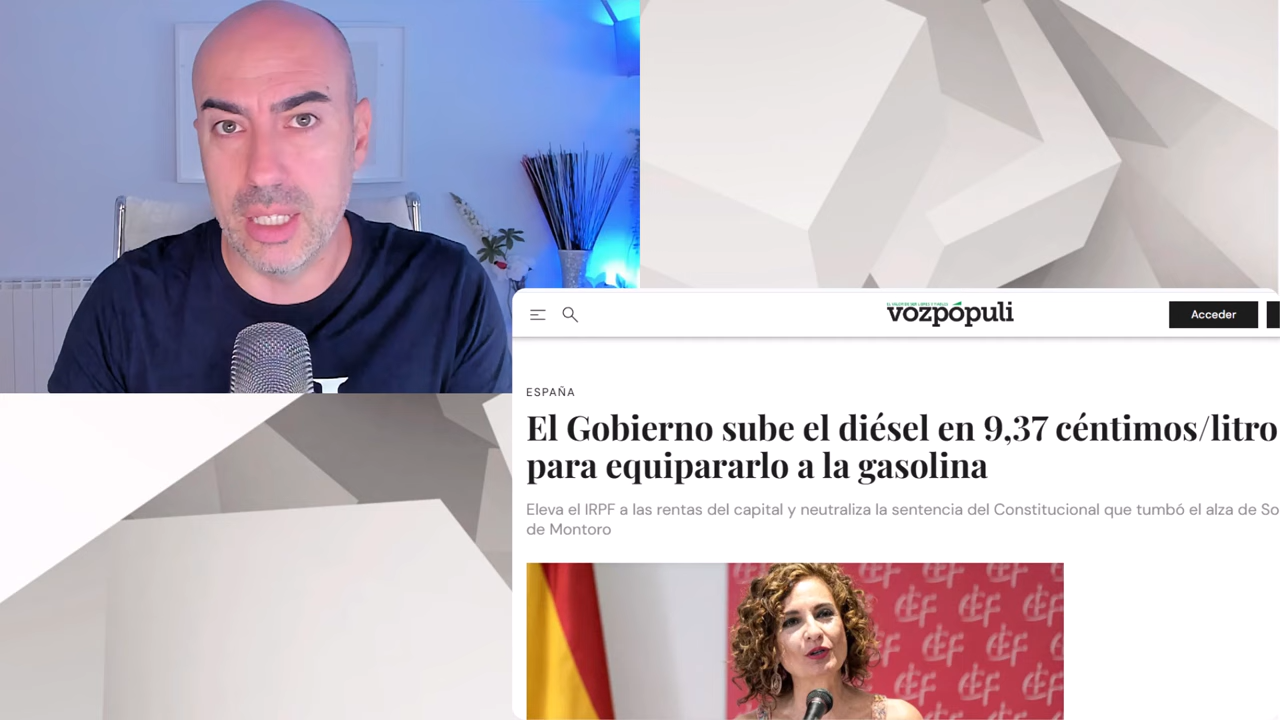 vozpópuli
Acceder
ESPAÑA
El Gobierno sube el diésel en 9,37 céntimos/litro
para equipararlo a la gasolina
Eleva el IRPF a las rentas del capital y neutraliza la sentencia del Constitucional que tumbó el alza de So
de Montoro
CEF